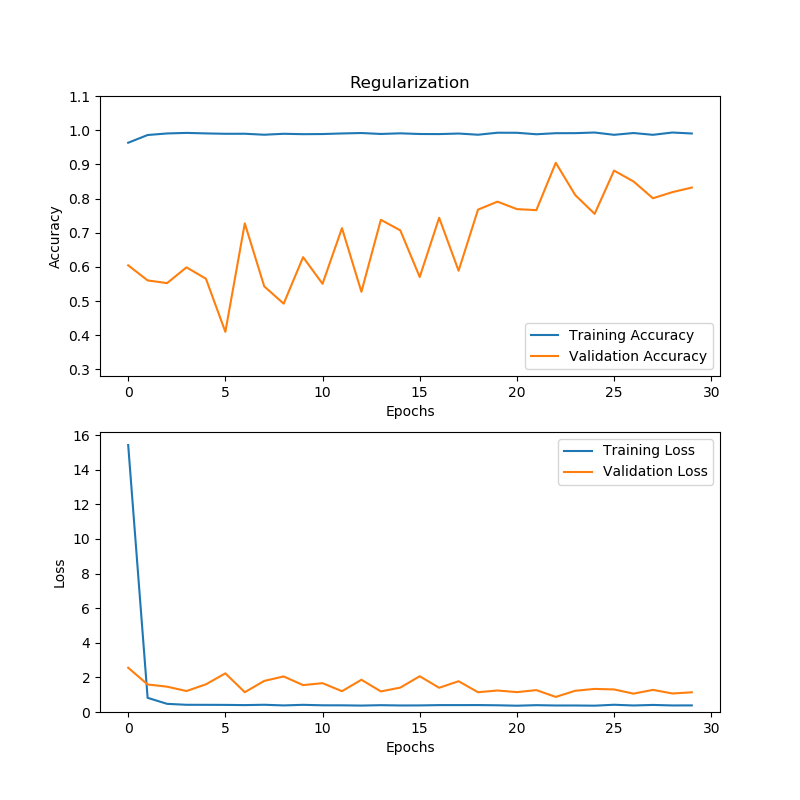 Regularization
1.1
1.0
0.9
0.8
0.7
0.6
0.5
0.4
0.3
Accuracy
Training Accuracy
Validation Accuracy
0 5 10 15 20 25 30
Epochs
16
14
12
10
8
6
4
2
0
Loss
Training Loss
Validation Loss
0 5 10 15 20 25 30
Epochs